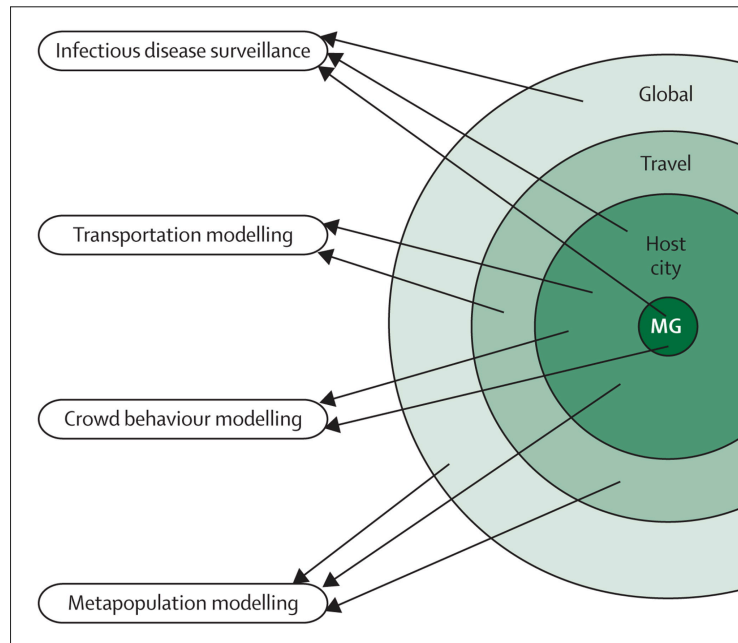 Infectious disease surveillance
Global
Travel
Transportation modelling
Host
city
MG
Crowd behaviour modelling
Metapopulation modelling